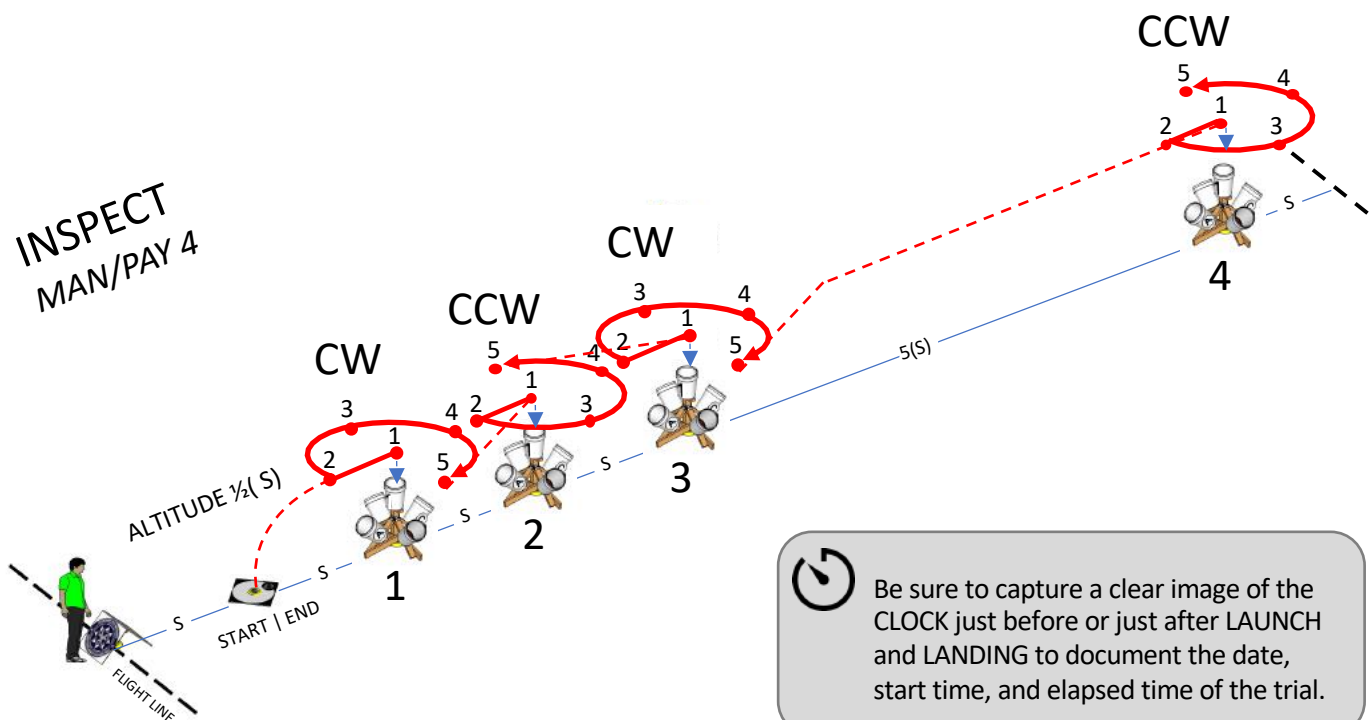 CCW
5
4
1
2
3
INSPECT
MAN/PAY 4
CW
3
4
1
2
5
CCW
5
4
1
2
3
CW
3
4
1
2
5
ALTITUDE ½( S)
S
START | END
S
1
S
2
S
3
5(S)
4
S
FLIGHT LINE
Be sure to capture a clear image of the
CLOCK just before or just after LAUNCH
and LANDING to document the date,
start time, and elapsed time of the trial.